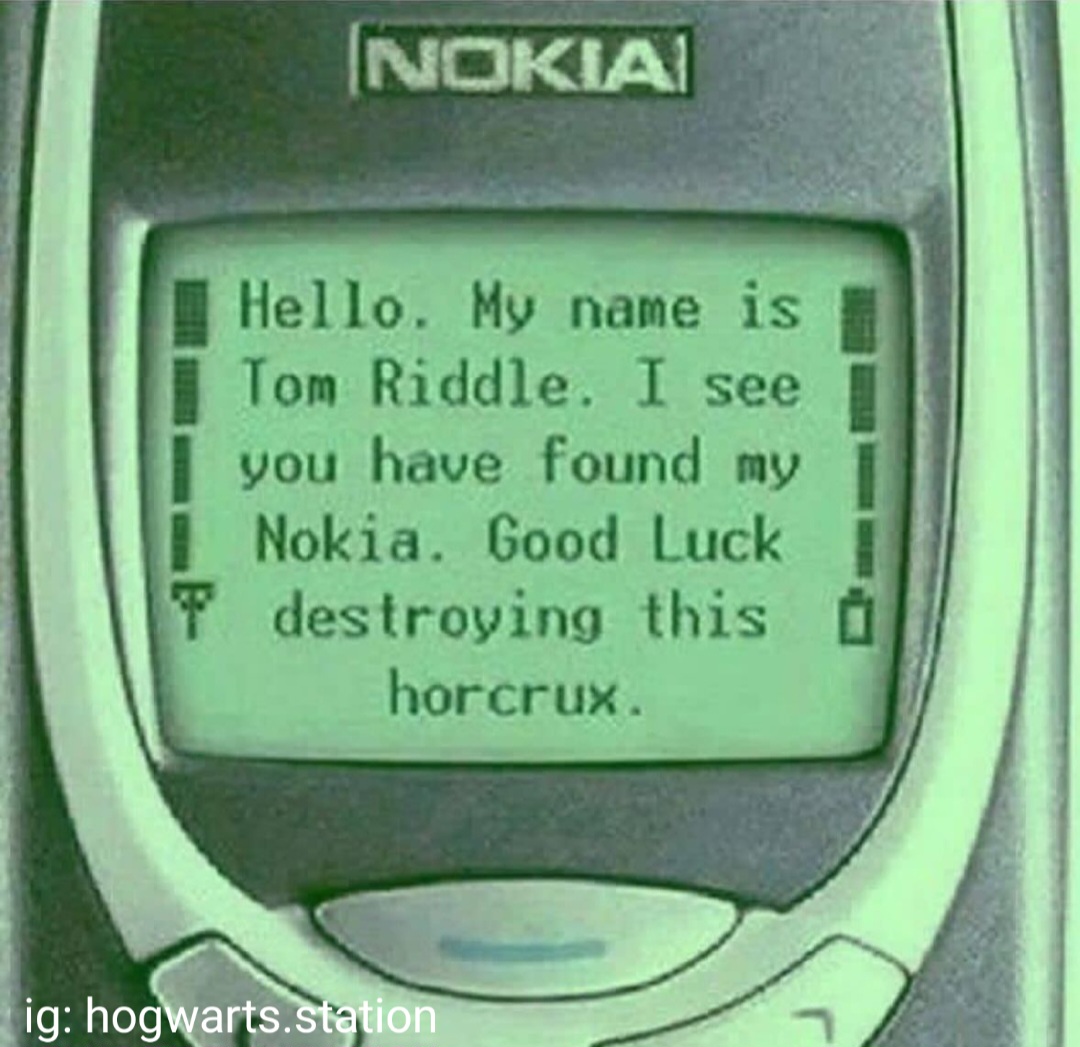 NOKIA
Hello. My name is
Tom Riddle. I see
you have found my
Nokia. Good Luck
destroying this
horcrux.
ig: hogwarts.station